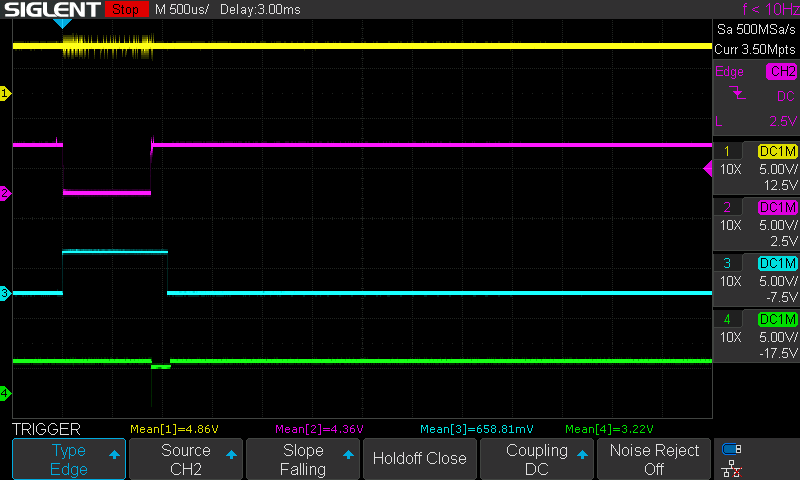 SIGLENT Stop M 500us/ Delay:3.00ms f < 10Hz
Sa 500MSa/s
Curr 3.50Mpts
Edge CH2
DC
L 2.5V
1 DC1M
10X 5.00V/
12.5V
2 DC1M
10X 5.00V/
2.5V
3 DC1M
10X 5.00V/
-7.5V
4 DC1M
10X 5.00V/
-17.5V
1
2
3
4
TRIGGER Mean[1]=4.86V Mean[2]=4.36V Mean[3]=658.81mV Mean[4]=3.22V
Type Edge
Source CH2
Slope Falling
Holdoff Close
Coupling DC
Noise Reject Off